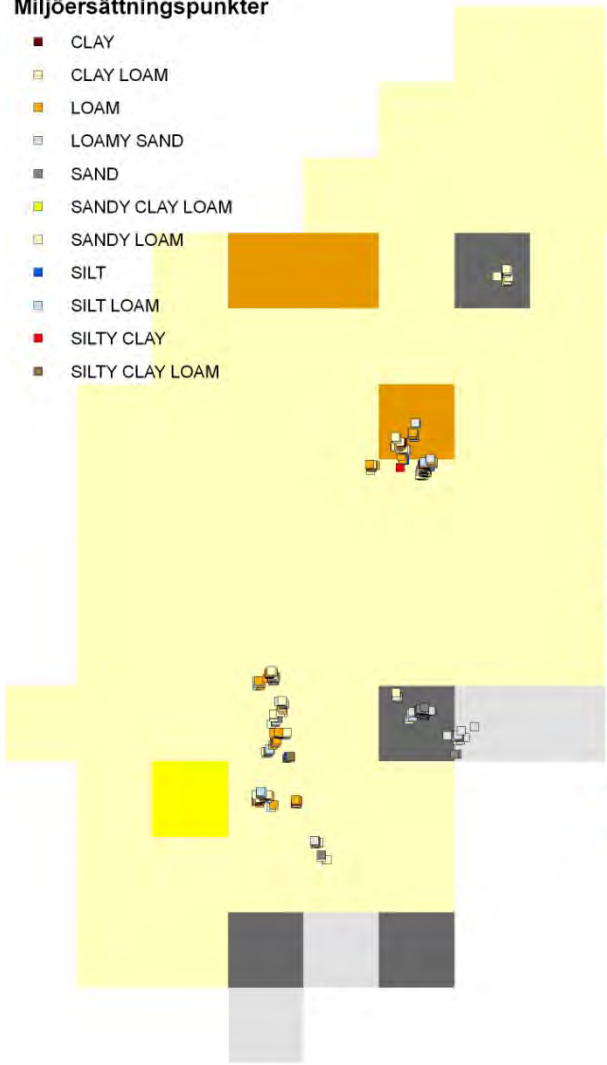 Miljöersättningspunkter
CLAY
CLAY LOAM
LOAM
LOAMY SAND
SAND
SANDY CLAY LOAM
SANDY LOAM
SILT
SILT LOAM
SILTY CLAY
SILTY CLAY LOAM